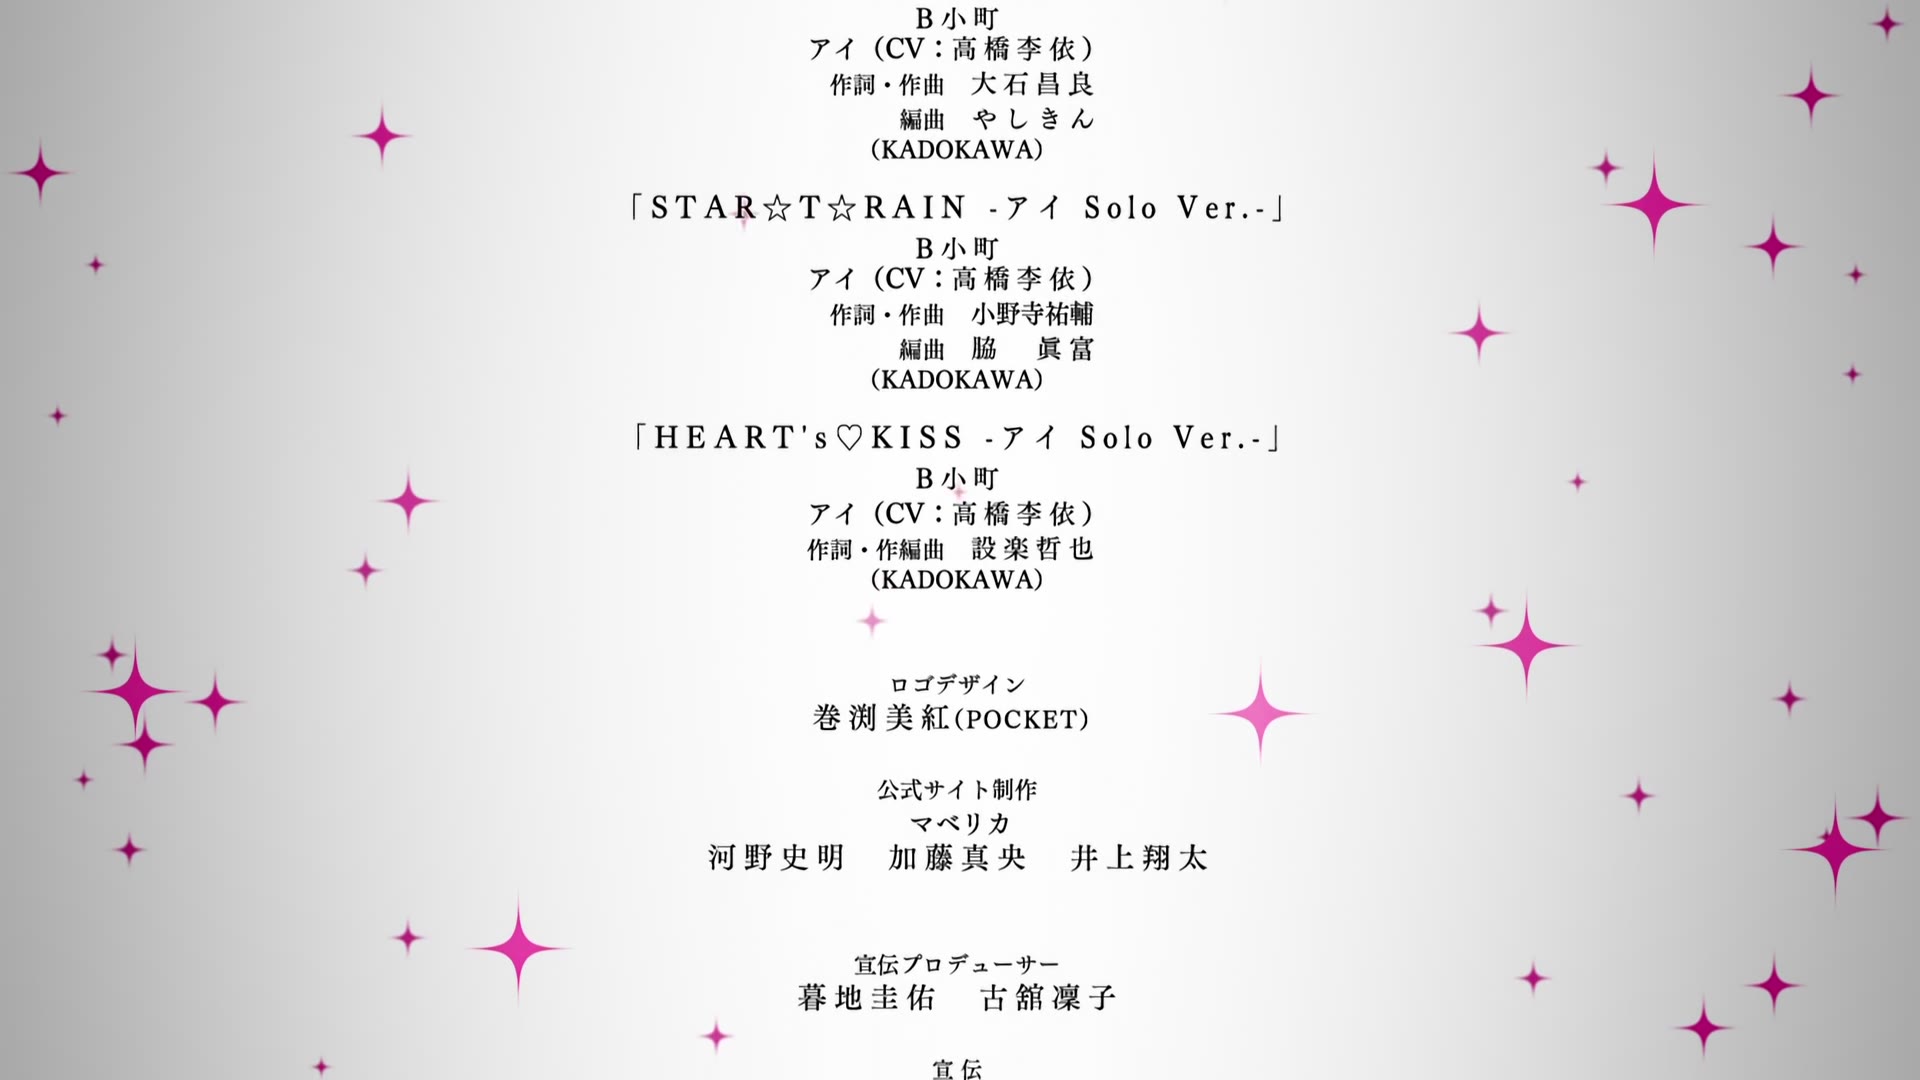 B小町
アイ（CV：高橋李依）
作詞・作曲　大石昌良
編曲　やしきん
（KADOKAWA）
「STAR☆T☆RAIN -アイ Solo Ver.-」
B小町
アイ（CV：高橋李依）
作詞・作曲　小野寺祐輔
編曲　脇　眞富
（KADOKAWA）
「HEART's♡KISS -アイ Solo Ver.-」
B小町
アイ（CV：高橋李依）
作詞・作編曲　設楽哲也
（KADOKAWA）
ロゴデザイン
巻渕美紅(POCKET)
公式サイト制作
マベリカ
河野史明　加藤真央　井上翔太
宣伝プロデューサー
暮地圭佑　古舘凜子
宣伝